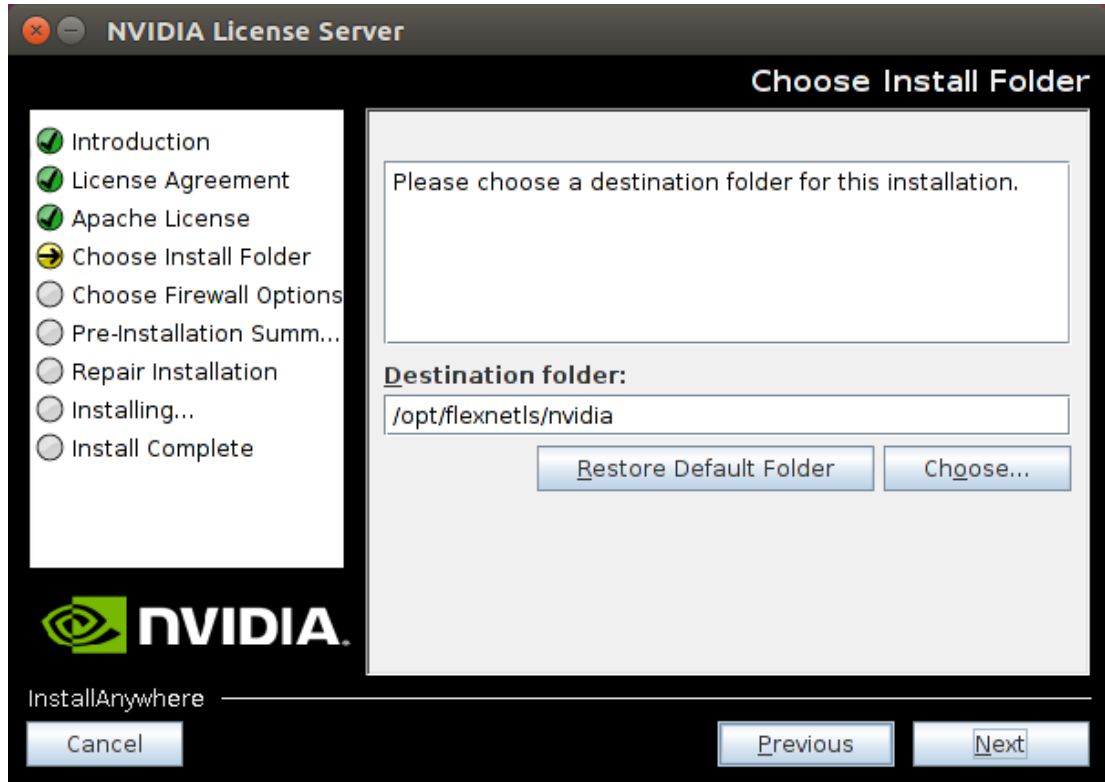 NVIDIA License Server
Choose Install Folder
Introduction
License Agreement
Apache License
Choose Install Folder
Choose Firewall Options
Pre-Installation Summ...
Repair Installation
Installing...
Install Complete
Please choose a destination folder for this installation.
Destination folder:
/opt/flexnetls/nvidia
Restore Default Folder
Choose...
NVIDIA.
InstallAnywhere
Cancel
Previous
Next